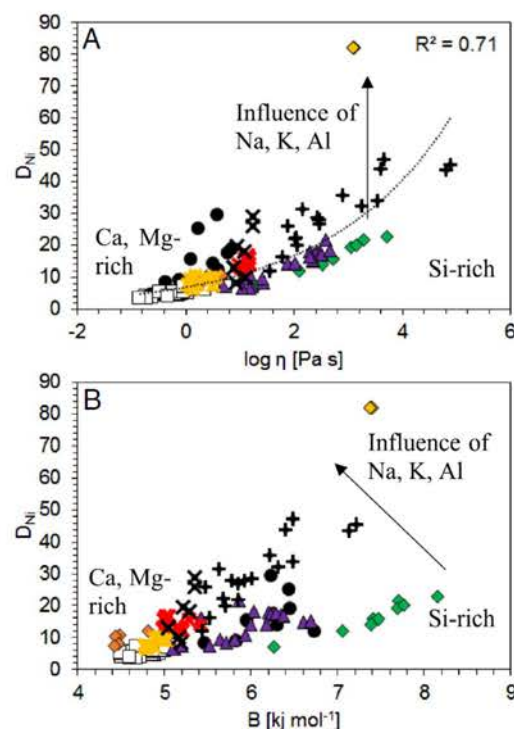 A
R² = 0.71
90
80
70
60
50
40
30
20
10
0
D_Ni
Influence of
Na, K, Al
Ca, Mg-
rich
Si-rich
-2 0 2 4 6
log η [Pa s]
B
90
80
70
60
50
40
30
20
10
0
D_Ni
Influence of
Na, K, Al
Ca, Mg-
rich
Si-rich
4 5 6 7 8 9
B [kj mol⁻¹]